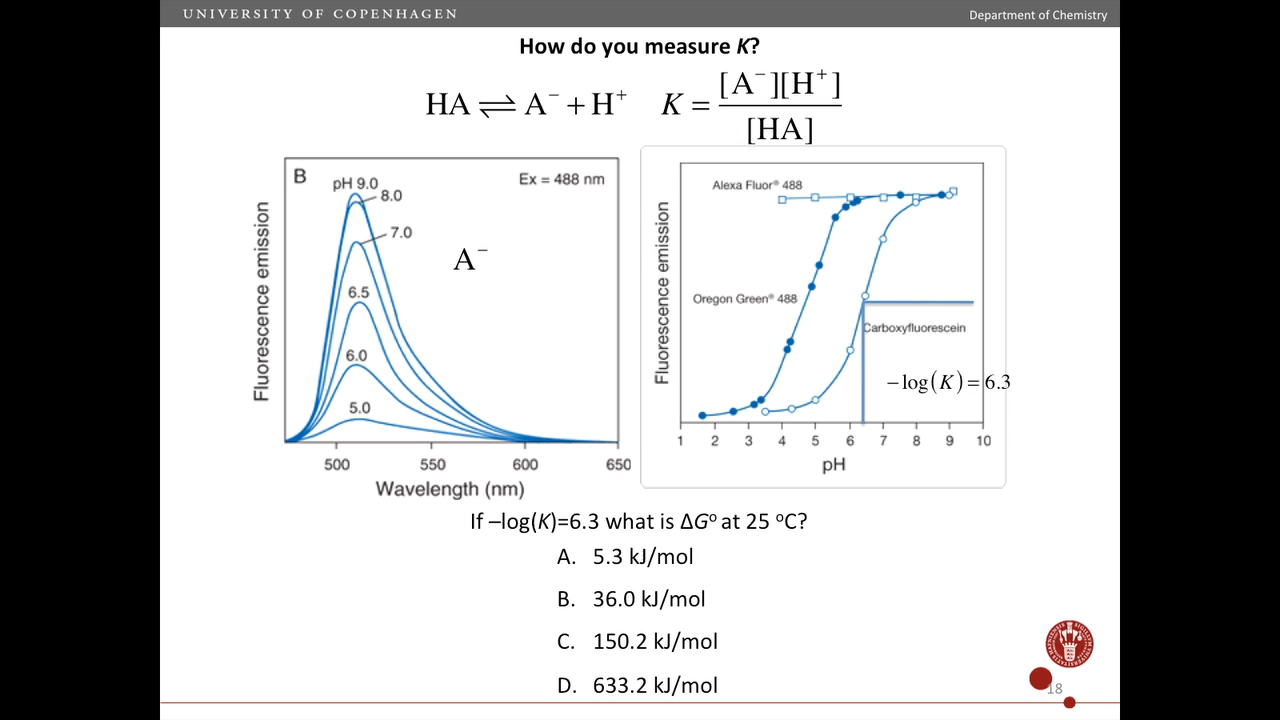 UNIVERSITY OF COPENHAGEN
Department of Chemistry
How do you measure K?
HA ⇌ A⁻ + H⁺ K = [A⁻][H⁺] / [HA]
B
Ex = 488 nm
pH 9.0
8.0
7.0
6.5
6.0
5.0
A⁻
Fluorescence emission
500 550 600 650
Wavelength (nm)
Alexa Fluor® 488
Oregon Green® 488
Carboxyfluorescein
−log(K) = 6.3
Fluorescence emission
1 2 3 4 5 6 7 8 9 10
pH
If –log(K)=6.3 what is ΔGº at 25 ºC?
A. 5.3 kJ/mol
B. 36.0 kJ/mol
C. 150.2 kJ/mol
D. 633.2 kJ/mol
18